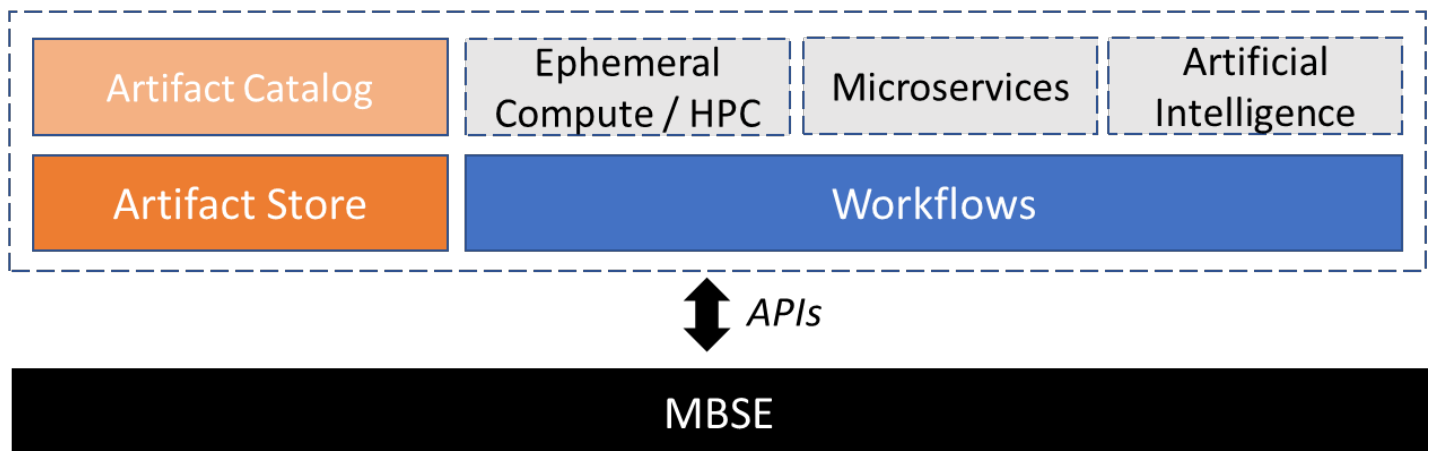 Artifact Catalog
Ephemeral
Compute / HPC
Microservices
Artificial
Intelligence
Artifact Store
Workflows
APIs
MBSE